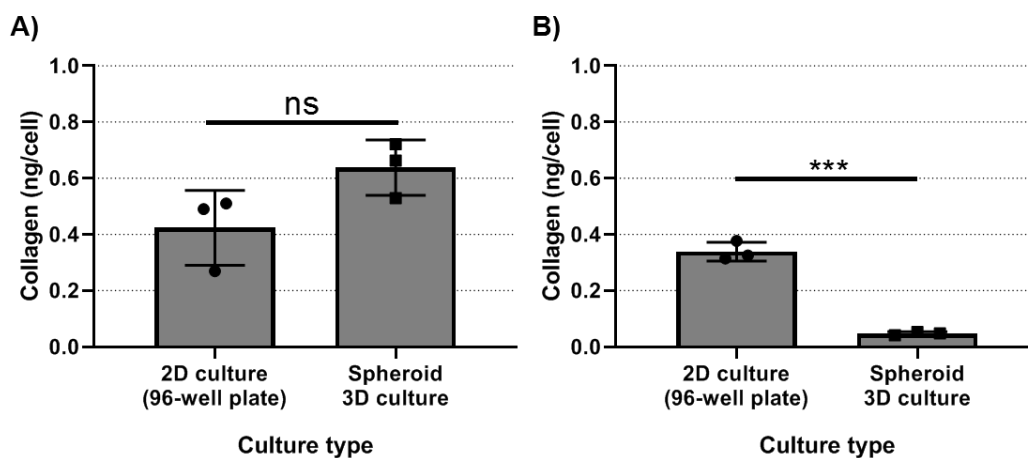 A)
Collagen (ng/cell)
1.0
0.8
0.6
0.4
0.2
0.0
ns
2D culture
(96-well plate)
Spheroid
3D culture
Culture type
B)
Collagen (ng/cell)
1.0
0.8
0.6
0.4
0.2
0.0
***
2D culture
(96-well plate)
Spheroid
3D culture
Culture type